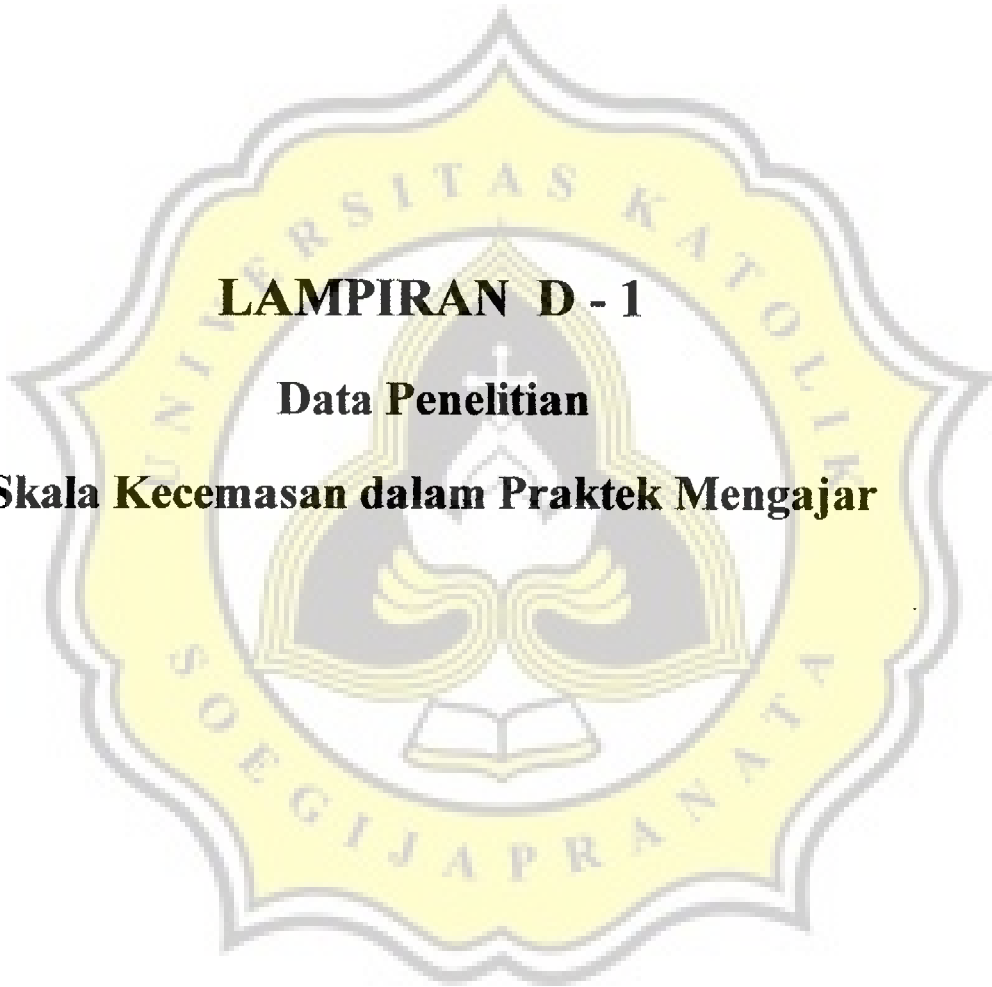 LAMPIRAN D - 1
Data Penelitian
Skala Kecemasan dalam Praktek Mengajar
UNIVERSITAS KATOLIK
SOEGIJAPRANATA